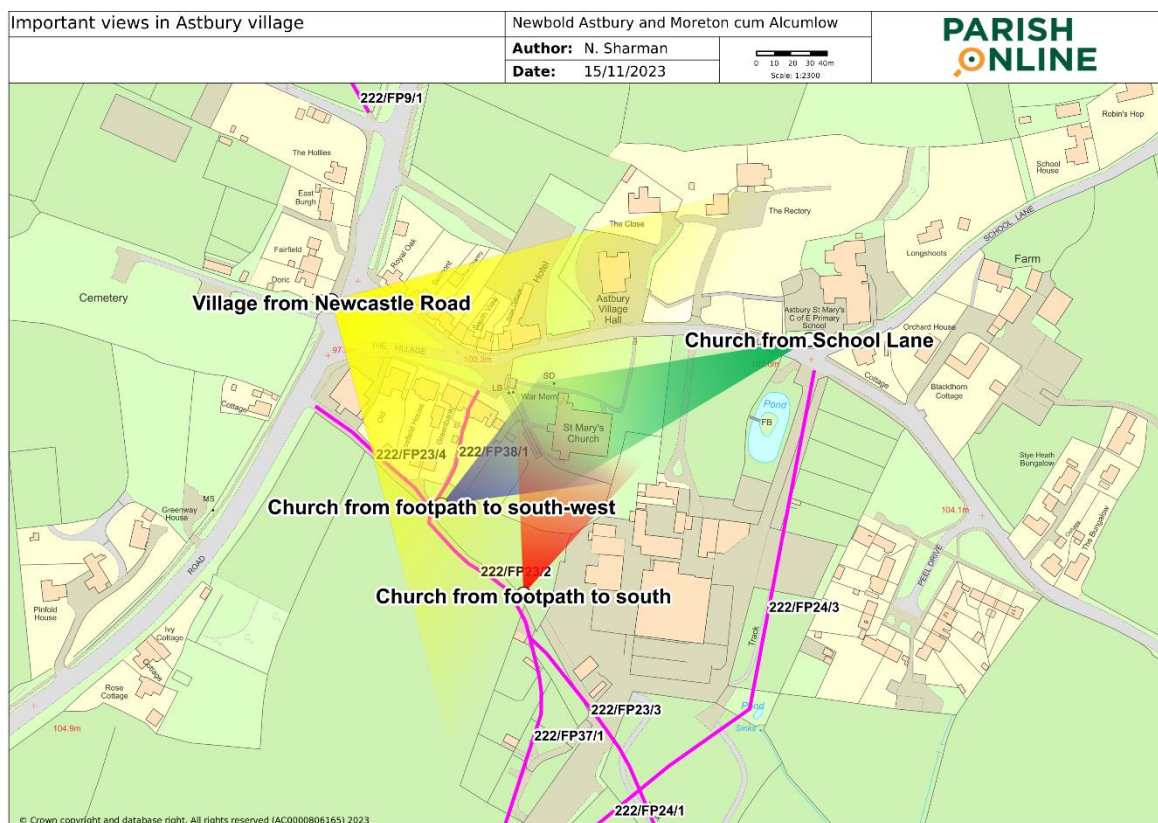 Important views in Astbury village
Newbold Astbury and Moreton cum Alcumlow
Author: N. Sharman
Date: 15/11/2023
0 10 20 30 40m
Scale: 1:2300
PARISH
ONLINE
222/FP9/1
The Hollies
East
Burgh
Fairfield
Doric
Cemetery
Royal Oak
South View
Hotel
The Close
The Rectory
Astbury
Village
Hall
Robin's Hop
School
House
SCHOOL LANE
Longshoots
Farm
Village from Newcastle Road
THE VILLAGE
100.3m
Astbury St Mary's
C of E Primary
School
Church from School Lane
Orchard House
Cottage
Blackthorn
Cottage
Cottage
LB
SD
War Mem
St Mary's
Church
Pond
FB
Greenbank
222/FP23/4
222/FP38/1
Stye Heath
Bungalow
MS
Greenway
House
Church from footpath to south-west
104.1m
The Bungalow
PEEL DRIVE
ROAD
222/FP23/2
Church from footpath to south
222/FP24/3
Track
Pinfold
House
Ivy
Cottage
Cottage
Rose
Cottage
104.9m
222/FP23/3
222/FP37/1
Pond
Sinks
222/FP24/1
© Crown copyright and database right. All rights reserved (AC0000806165) 2023